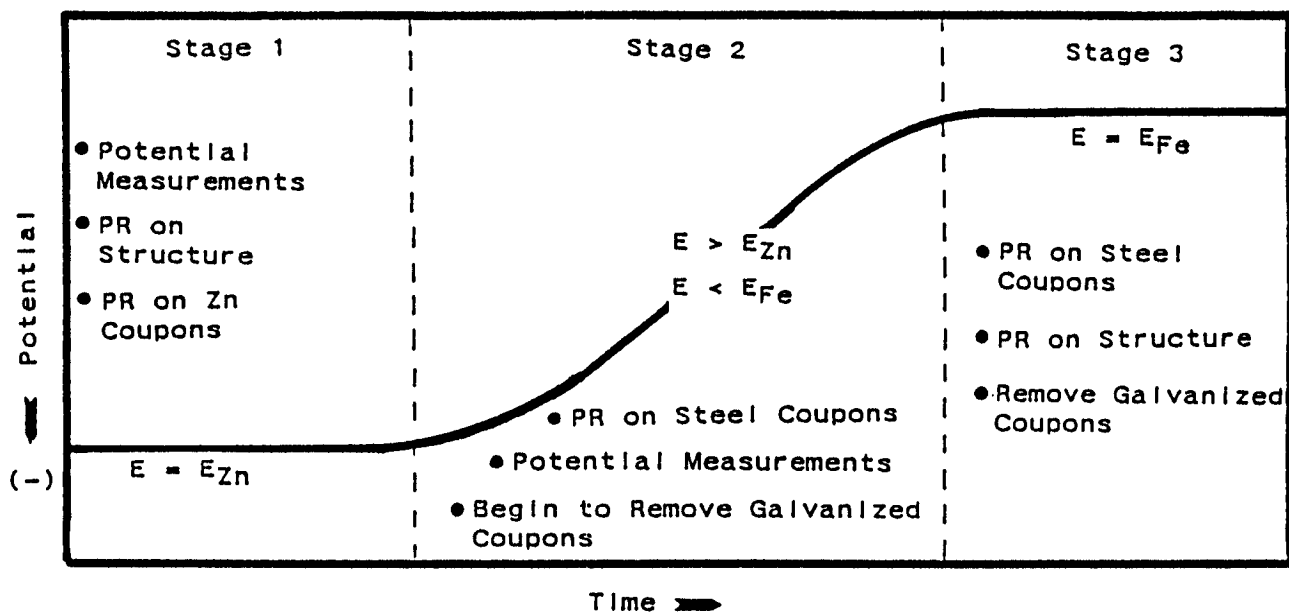 Stage 1
Stage 2
Stage 3
● Potential
Measurements
● PR on
Structure
● PR on Zn
Coupons
E = EZn
E > EZn
E < EFe
● PR on Steel Coupons
● Potential Measurements
● Begin to Remove Galvanized
Coupons
E = EFe
● PR on Steel
Coupons
● PR on Structure
● Remove Galvanized
Coupons
Potential
(-)
Time